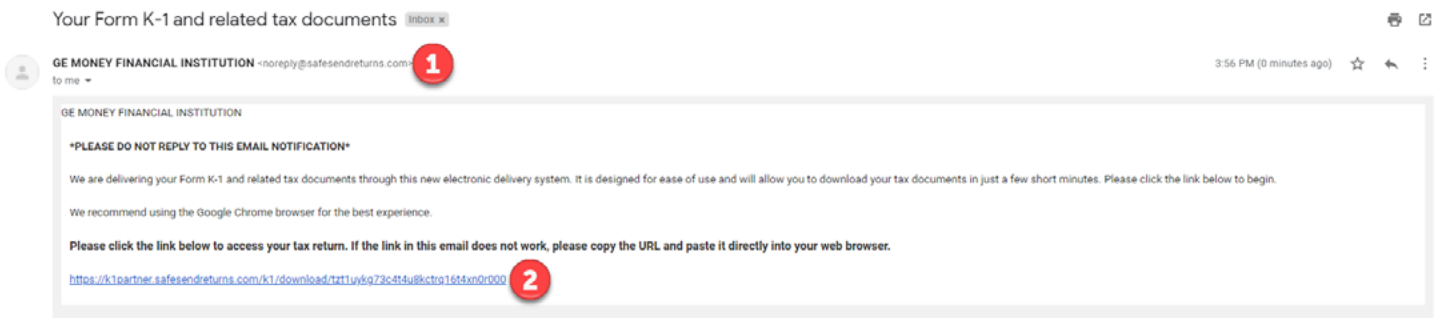 Your Form K-1 and related tax documents Inbox x
GE MONEY FINANCIAL INSTITUTION <noreply@safesendreturns.com> 1 3:56 PM (0 minutes ago)
to me
GE MONEY FINANCIAL INSTITUTION
*PLEASE DO NOT REPLY TO THIS EMAIL NOTIFICATION*
We are delivering your Form K-1 and related tax documents through this new electronic delivery system. It is designed for ease of use and will allow you to download your tax documents in just a few short minutes. Please click the link below to begin.
We recommend using the Google Chrome browser for the best experience.
Please click the link below to access your tax return. If the link in this email does not work, please copy the URL and paste it directly into your web browser.
https://k1partner.safesendreturns.com/k1/download/tzt1uykg73c4t4u8kctrq16t4xn0r000 2